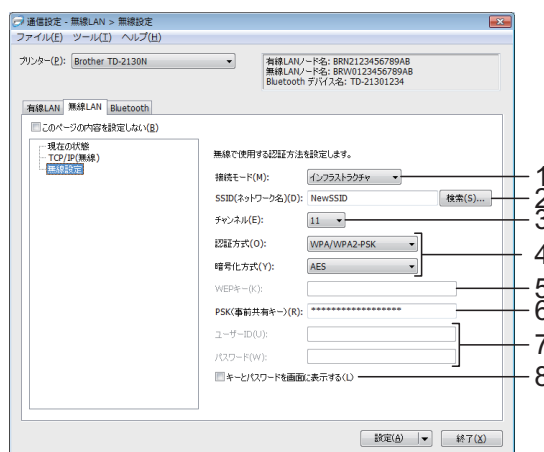 通信設定 - 無線LAN > 無線設定
ファイル(F) ツール(T) ヘルプ(H)
プリンター(P): Brother TD-2130N
有線LANノード名: BRN2123456789AB
無線LANノード名: BRW0123456789AB
Bluetooth デバイス名: TD-21301234
有線LAN 無線LAN Bluetooth
このページの内容を設定しない(B)
現在の状態
TCP/IP(無線)
無線設定
無線で使用する認証方法を設定します。
接続モード(M): インフラストラクチャ 1
SSID(ネットワーク名)(D): NewSSID 検索(S)... 2
チャンネル(E): 11 3
認証方式(O): WPA/WPA2-PSK
4
暗号化方式(Y): AES
WEPキー(K): 5
PSK(事前共有キー)(R): ****************** 6
ユーザーID(U):
7
パスワード(W):
キーとパスワードを画面に表示する(L) 8
設定(A) 終了(X)